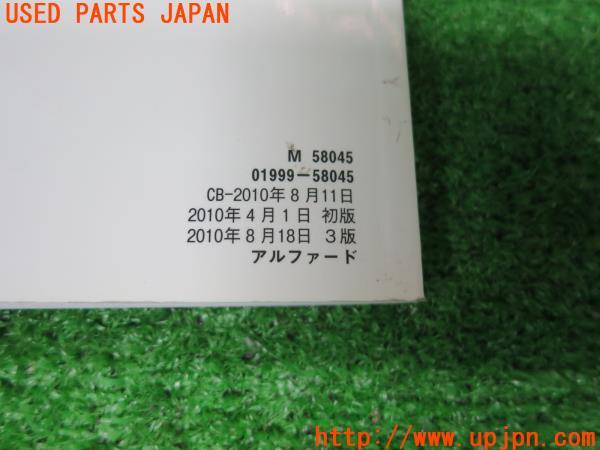 USED PARTS JAPAN
M 58045
01999-58045
CB-2010年8月11日
2010年4月1日 初版
2010年8月18日 3版
アルファード
http://www.upjpn.com/